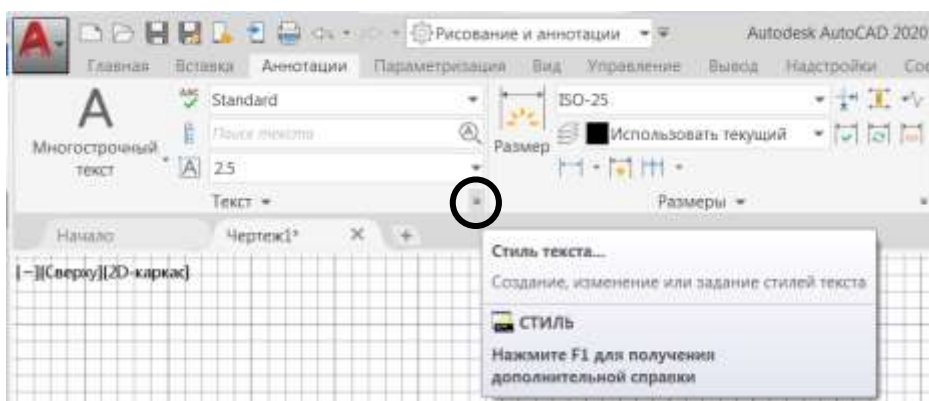 Рисование и аннотации
Autodesk AutoCAD 2020
Главная Вставка Аннотации Параметризация Вид Управление Вывод Надстройки Сое
A ABC Standard ISO-25
Поиск текста Использовать текущий
Многострочный текст A 2.5 Размер
Текст Размеры
Начало Чертеж1* × +
[−][Сверху][2D-каркас]
Стиль текста...
Создание, изменение или задание стилей текста
СТИЛЬ
Нажмите F1 для получения
дополнительной справки